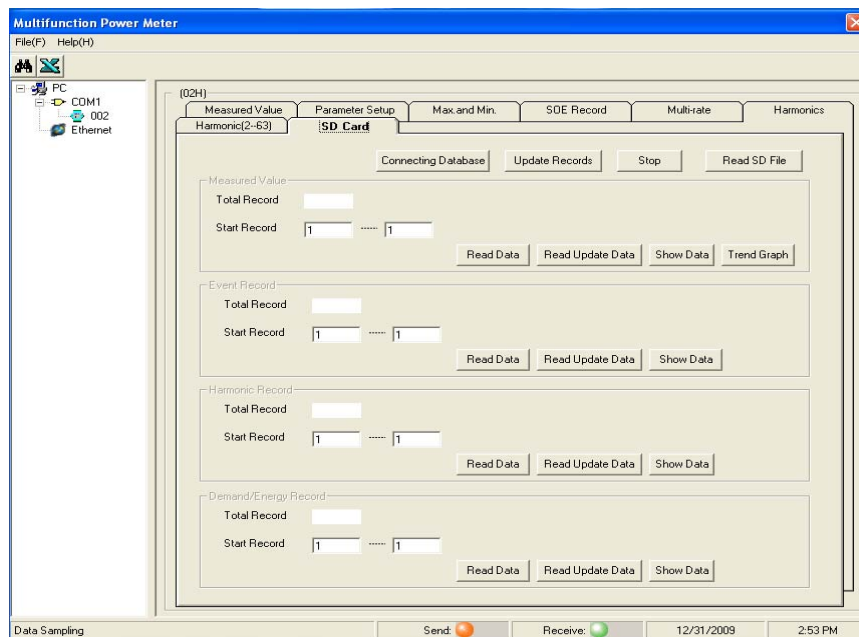 Multifunction Power Meter
File(F) Help(H)
PC
COM1
002
Ethernet
(02H)
Measured Value Parameter Setup Max.and Min. SOE Record Multi-rate Harmonics
Harmonic(2--63) SD Card
Connecting Database Update Records Stop Read SD File
Measured Value
Total Record
Start Record 1 ----- 1
Read Data Read Update Data Show Data Trend Graph
Event Record
Total Record
Start Record 1 ----- 1
Read Data Read Update Data Show Data
Harmonic Record
Total Record
Start Record 1 ----- 1
Read Data Read Update Data Show Data
Demand/Energy Record
Total Record
Start Record 1 ----- 1
Read Data Read Update Data Show Data
Data Sampling Send: Receive: 12/31/2009 2:53 PM